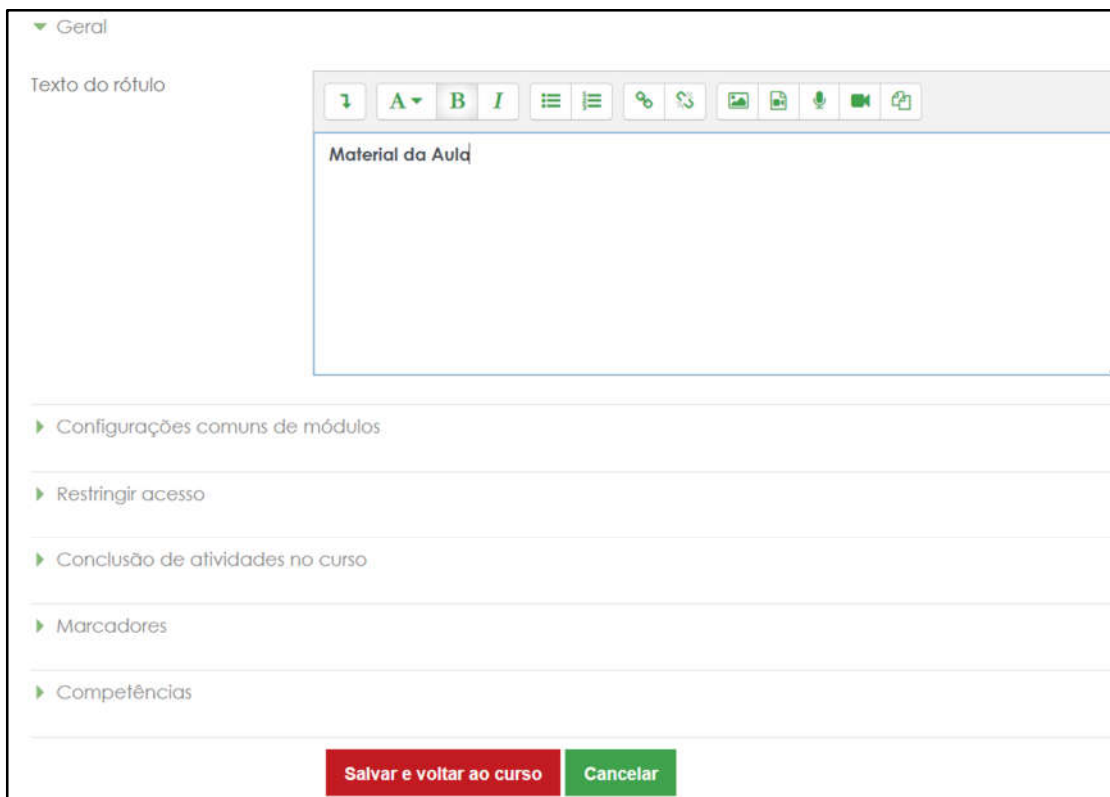 Geral
Texto do rótulo
A B I
Material da Aula
Configurações comuns de módulos
Restringir acesso
Conclusão de atividades no curso
Marcadores
Competências
Salvar e voltar ao curso Cancelar